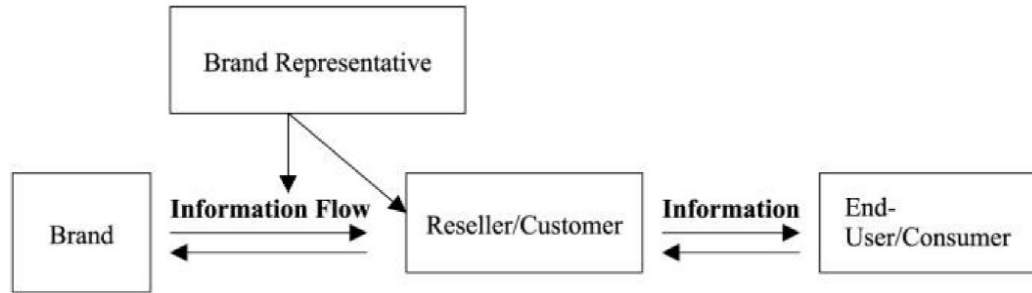 Brand Representative
Brand
Information Flow
Reseller/Customer
Information
End-
User/Consumer